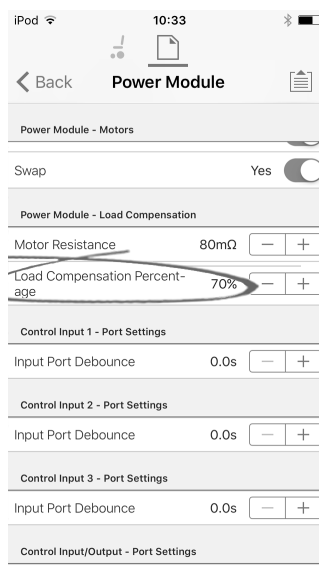 iPod 10:33
Back Power Module
Power Module - Motors
Swap Yes
Power Module - Load Compensation
Motor Resistance 80mΩ − +
Load Compensation Percent-
age 70% − +
Control Input 1 - Port Settings
Input Port Debounce 0.0s − +
Control Input 2 - Port Settings
Input Port Debounce 0.0s − +
Control Input 3 - Port Settings
Input Port Debounce 0.0s − +
Control Input/Output - Port Settings